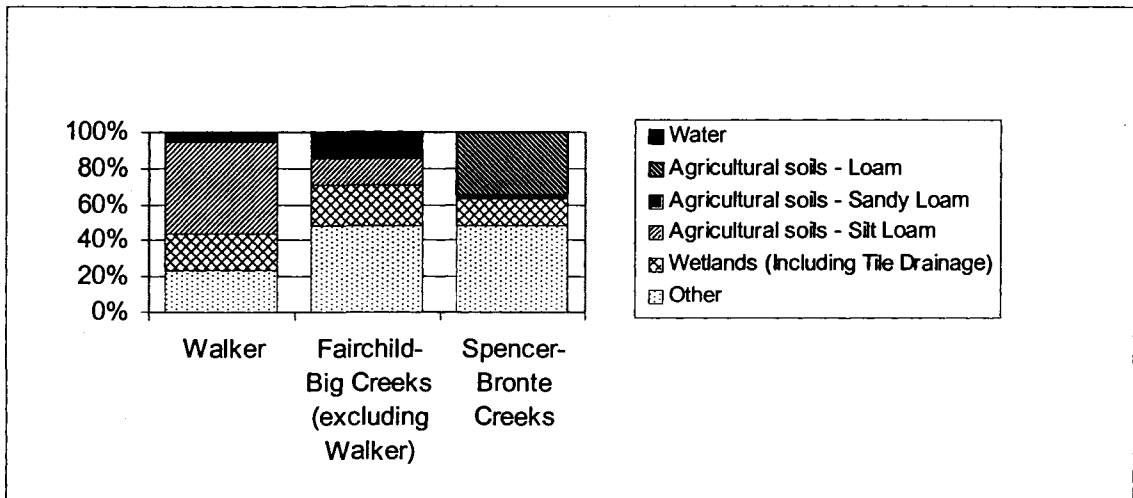 100%
80%
60%
40%
20%
0%
Walker
Fairchild-
Big Creeks
(excluding
Walker)
Spencer-
Bronte
Creeks
Water
Agricultural soils - Loam
Agricultural soils - Sandy Loam
Agricultural soils - Silt Loam
Wetlands (Including Tile Drainage)
Other